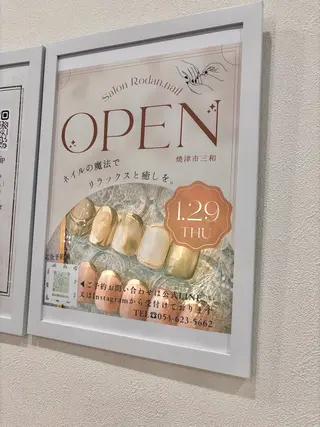 Salon Rodan.nail
OPEN
焼津市三和
ネイルの魔法で
リラックスと癒しを。
1.29
THU
◀ご予約お問い合わせは公式LINE
又はInstagramから受付けております
TEL☎054-623-5662